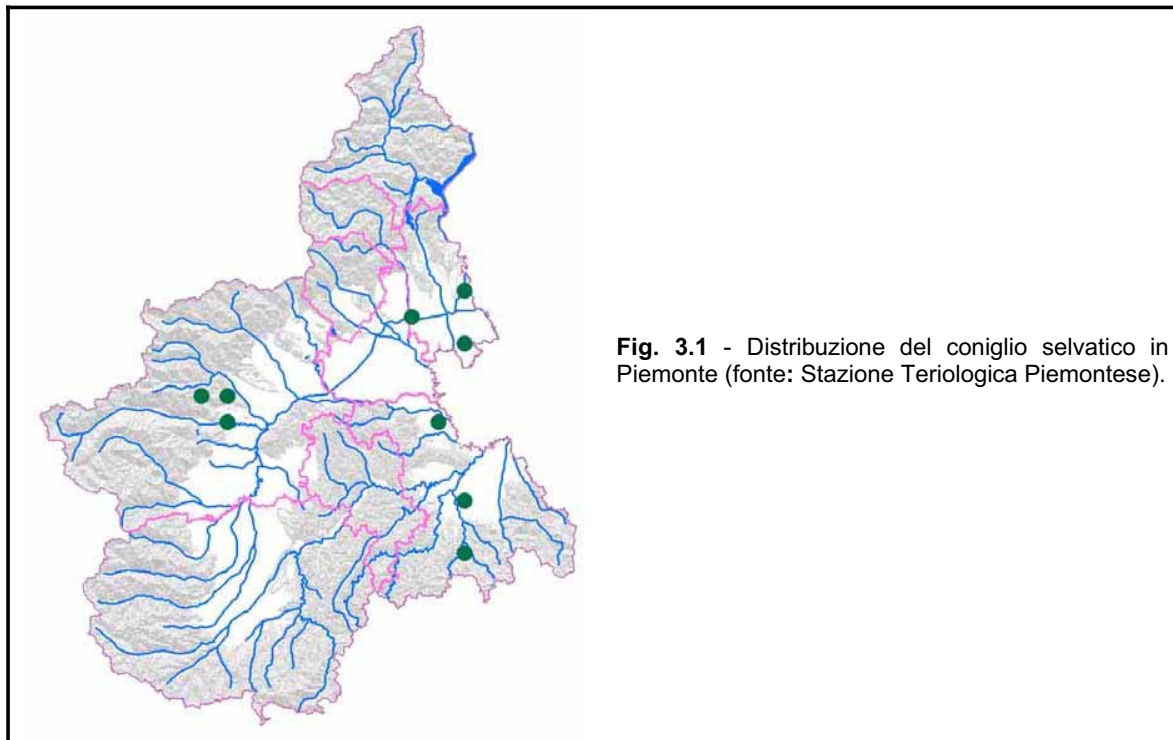 Fig. 3.1 - Distribuzione del coniglio selvatico in
Piemonte (fonte: Stazione Teriologica Piemontese).